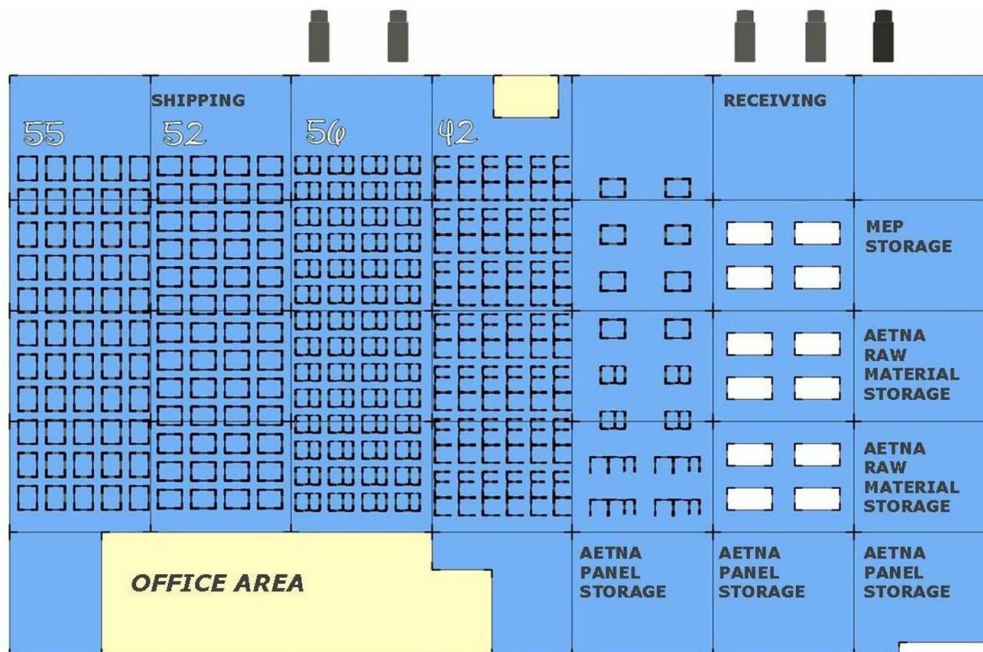 SHIPPING
RECEIVING
55
52
56
42
MEP
STORAGE
AETNA
RAW
MATERIAL
STORAGE
AETNA
RAW
MATERIAL
STORAGE
OFFICE AREA
AETNA
PANEL
STORAGE
AETNA
PANEL
STORAGE
AETNA
PANEL
STORAGE